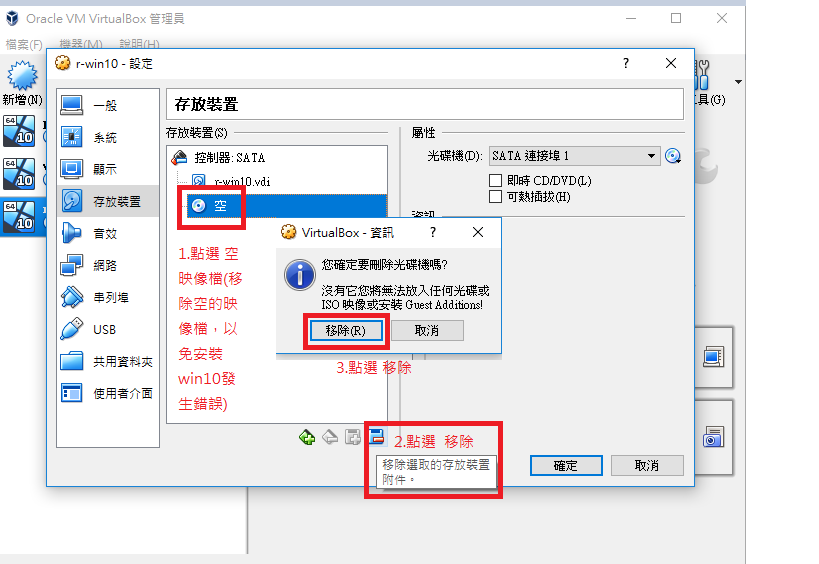 Oracle VM VirtualBox 管理員
檔案(F) 機器(M) 說明(H)
r-win10 - 設定
新增(N)
具(G)
一般
系統
顯示
存放裝置
音效
網路
串列埠
USB
共用資料夾
使用者介面
存放裝置
存放裝置(S)
控制器: SATA
r-win10.vdi
空
屬性
光碟機(D): SATA 連接埠 1
即時 CD/DVD(L)
可熱插拔(H)
資訊
1.點選 空
映像檔(移
除空的映
像檔，以
免安裝
win10發
生錯誤)
VirtualBox - 資訊
您確定要刪除光碟機嗎?
沒有它您將無法放入任何光碟或
ISO 映像或安裝 Guest Additions!
移除(R)
取消
3.點選 移除
2.點選 移除
移除選取的存放裝置
附件。
確定
取消
64
10
64
10
64
10